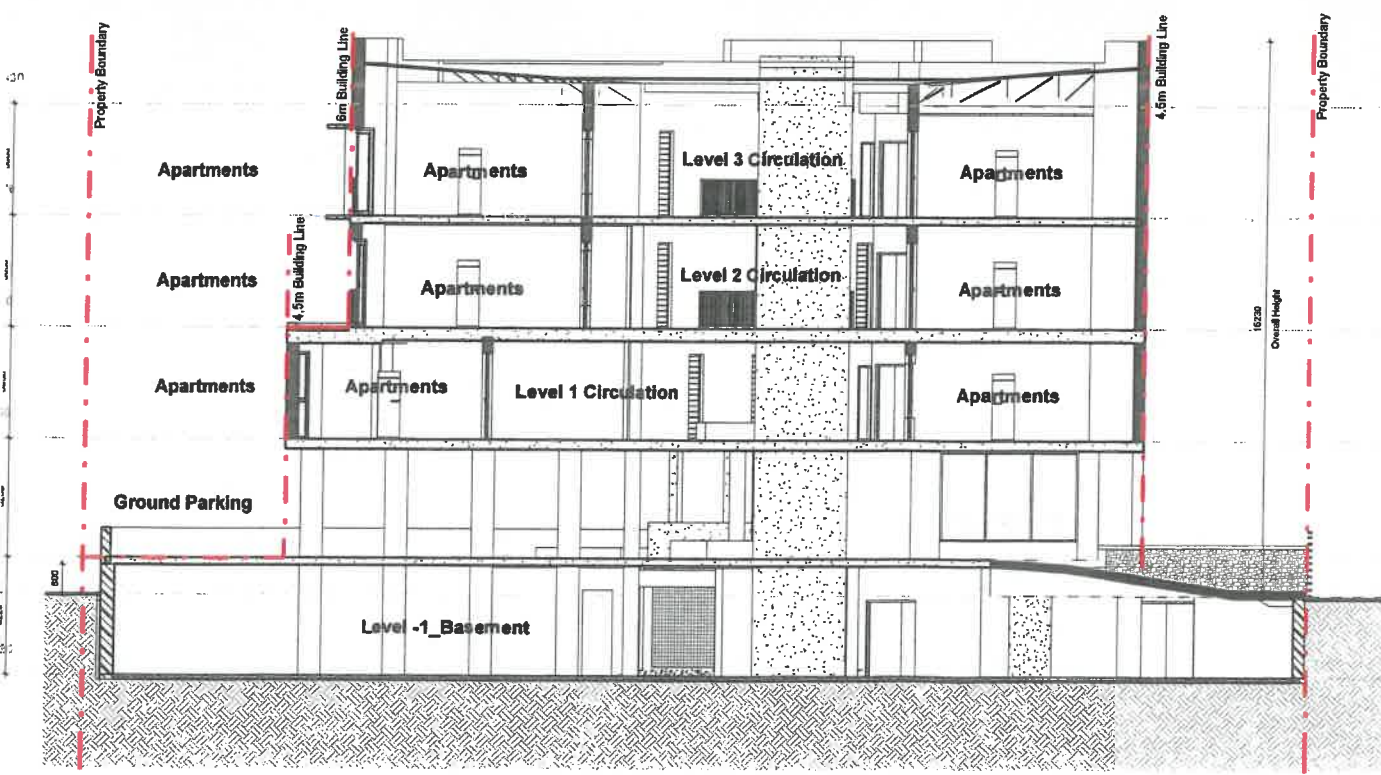 Property Boundary
6m Building Line
4.5m Building Line
Property Boundary
Apartments
Apartments
Level 3 Circulation
Apartments
4.5m Building Line
Apartments
Apartments
Level 2 Circulation
Apartments
15230
Overall Height
Apartments
Apartments
Level 1 Circulation
Apartments
Ground Parking
600
Level -1_Basement